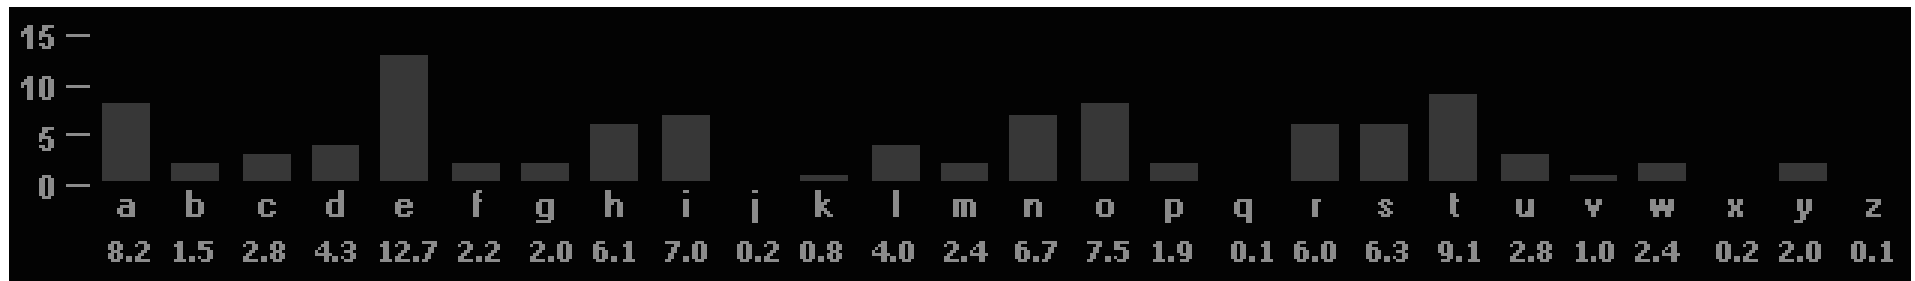 15
10
5
0
a b c d e f g h i j k l m n o p q r s t u v w x y z
8.2 1.5 2.8 4.3 12.7 2.2 2.0 6.1 7.0 0.2 0.8 4.0 2.4 6.7 7.5 1.9 0.1 6.0 6.3 9.1 2.8 1.0 2.4 0.2 2.0 0.1